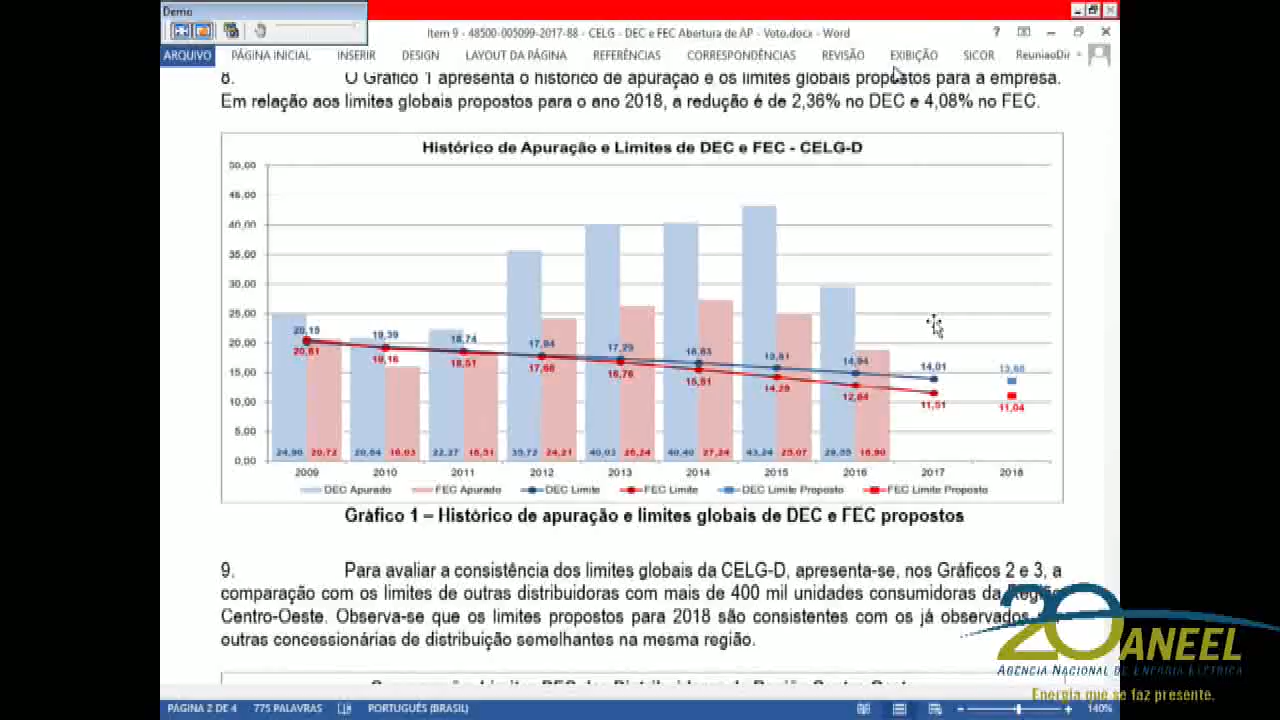 Demo
Item 9 - 48500-005099-2017-88 - CELG - DEC e FEC Abertura de AP - Voto.docx - Word
ARQUIVO PÁGINA INICIAL INSERIR DESIGN LAYOUT DA PÁGINA REFERÊNCIAS CORRESPONDÊNCIAS REVISÃO EXIBIÇÃO SICOR ReuniaoDir
8. O Gráfico 1 apresenta o histórico de apuração e os limites globais propostos para a empresa.
Em relação aos limites globais propostos para o ano 2018, a redução é de 2,36% no DEC e 4,08% no FEC.
Histórico de Apuração e Limites de DEC e FEC - CELG-D
50,00
45,00
40,00
35,00
30,00
25,00
20,00
15,00
10,00
5,00
0,00
20,15 19,39 18,74 17,94 17,29 16,63 15,81 14,94 14,01 13,68
20,61 19,16 18,51 17,68 16,76 15,51 14,29 12,84 11,51 11,04
24,96 20,72 20,84 16,03 22,27 35,72 24,21 40,03 26,24 40,40 27,24 43,24 25,07 18,90
2009 2010 2011 2012 2013 2014 2015 2016 2017 2018
DEC Apurado FEC Apurado DEC Limite FEC Limite DEC Limite Proposto FEC Limite Proposto
Gráfico 1 – Histórico de apuração e limites globais de DEC e FEC propostos
9. Para avaliar a consistência dos limites globais da CELG-D, apresenta-se, nos Gráficos 2 e 3, a
comparação com os limites de outras distribuidoras com mais de 400 mil unidades consumidoras da Região
Centro-Oeste. Observa-se que os limites propostos para 2018 são consistentes com os já observados
outras concessionárias de distribuição semelhantes na mesma região.
20 ANEEL
AGÊNCIA NACIONAL DE ENERGIA ELÉTRICA
Energia que se faz presente.
PÁGINA 2 DE 4 775 PALAVRAS PORTUGUÊS (BRASIL) 140%